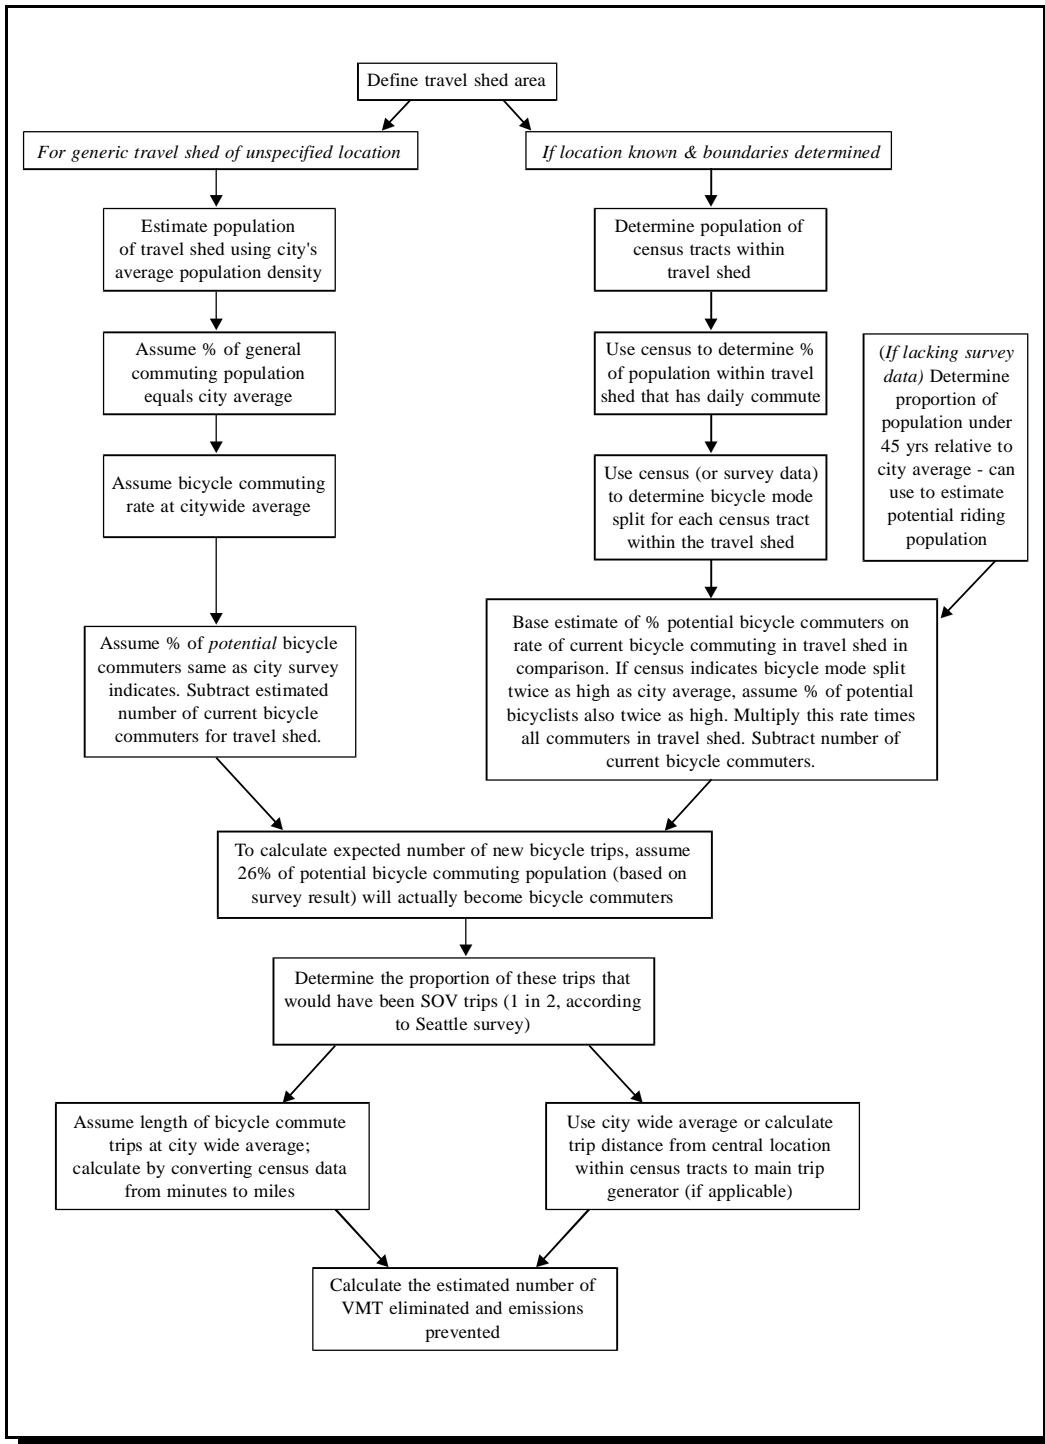 Define travel shed area
For generic travel shed of unspecified location
If location known & boundaries determined
Estimate population
of travel shed using city's
average population density
Determine population of
census tracts within
travel shed
Assume % of general
commuting population
equals city average
Use census to determine %
of population within travel
shed that has daily commute
(If lacking survey
data) Determine
proportion of
population under
45 yrs relative to
city average - can
use to estimate
potential riding
population
Assume bicycle commuting
rate at citywide average
Use census (or survey data)
to determine bicycle mode
split for each census tract
within the travel shed
Assume % of potential bicycle
commuters same as city survey
indicates. Subtract estimated
number of current bicycle
commuters for travel shed.
Base estimate of % potential bicycle commuters on
rate of current bicycle commuting in travel shed in
comparison. If census indicates bicycle mode split
twice as high as city average, assume % of potential
bicyclists also twice as high. Multiply this rate times
all commuters in travel shed. Subtract number of
current bicycle commuters.
To calculate expected number of new bicycle trips, assume
26% of potential bicycle commuting population (based on
survey result) will actually become bicycle commuters
Determine the proportion of these trips that
would have been SOV trips (1 in 2, according
to Seattle survey)
Assume length of bicycle commute
trips at city wide average;
calculate by converting census data
from minutes to miles
Use city wide average or calculate
trip distance from central location
within census tracts to main trip
generator (if applicable)
Calculate the estimated number of
VMT eliminated and emissions
prevented